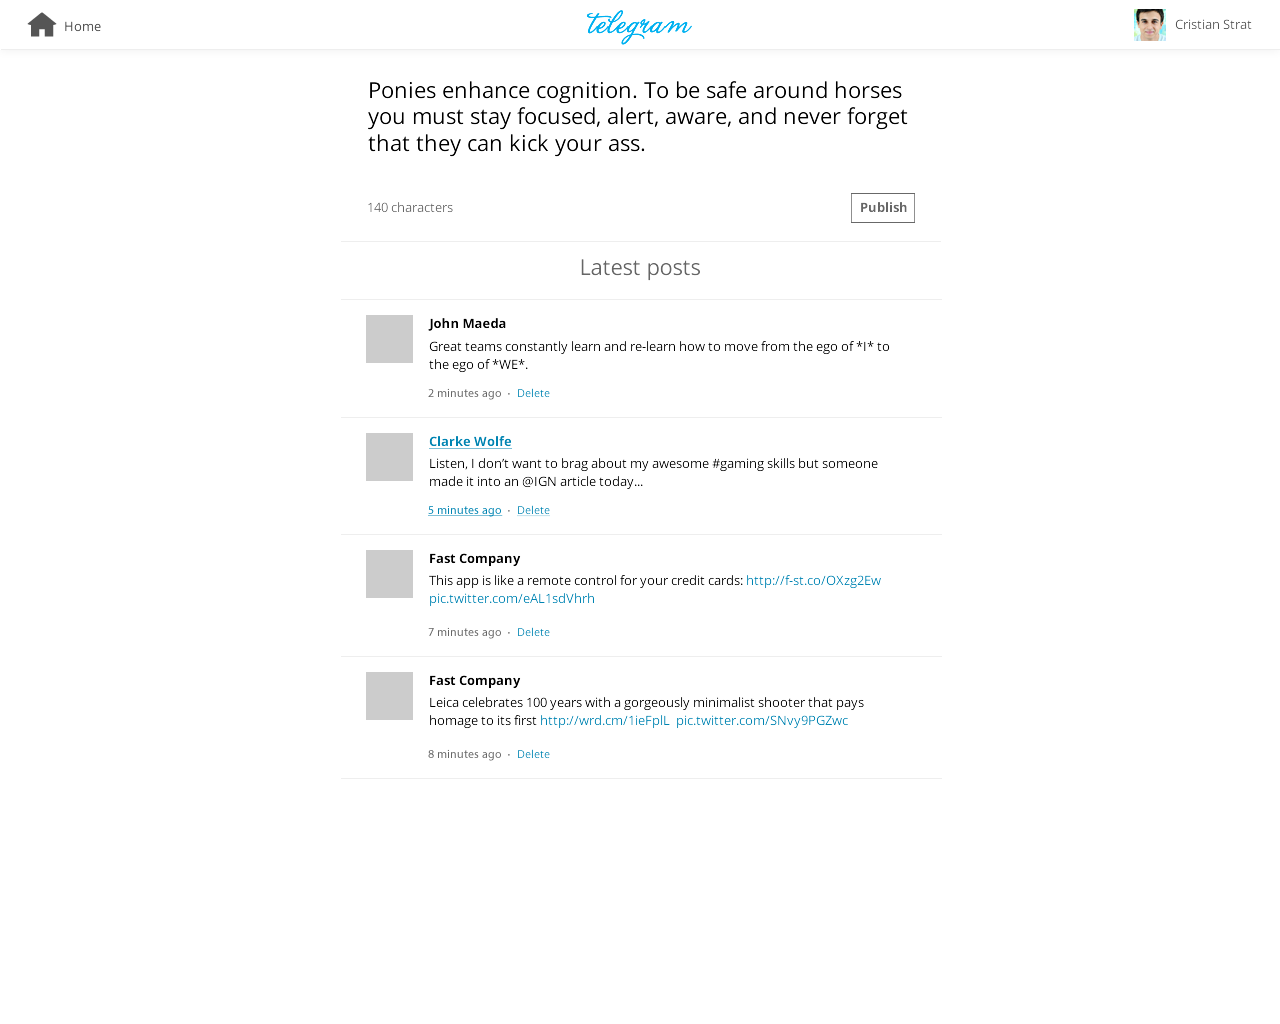 Home
telegram
Cristian Strat
Ponies enhance cognition. To be safe around horses
you must stay focused, alert, aware, and never forget
that they can kick your ass.
140 characters
Publish
Latest posts
John Maeda
Great teams constantly learn and re-learn how to move from the ego of *I* to
the ego of *WE*.
2 minutes ago · Delete
Clarke Wolfe
Listen, I don’t want to brag about my awesome #gaming skills but someone
made it into an @IGN article today...
5 minutes ago · Delete
Fast Company
This app is like a remote control for your credit cards: http://f-st.co/OXzg2Ew
pic.twitter.com/eAL1sdVhrh
7 minutes ago · Delete
Fast Company
Leica celebrates 100 years with a gorgeously minimalist shooter that pays
homage to its first http://wrd.cm/1ieFplL pic.twitter.com/SNvy9PGZwc
8 minutes ago · Delete